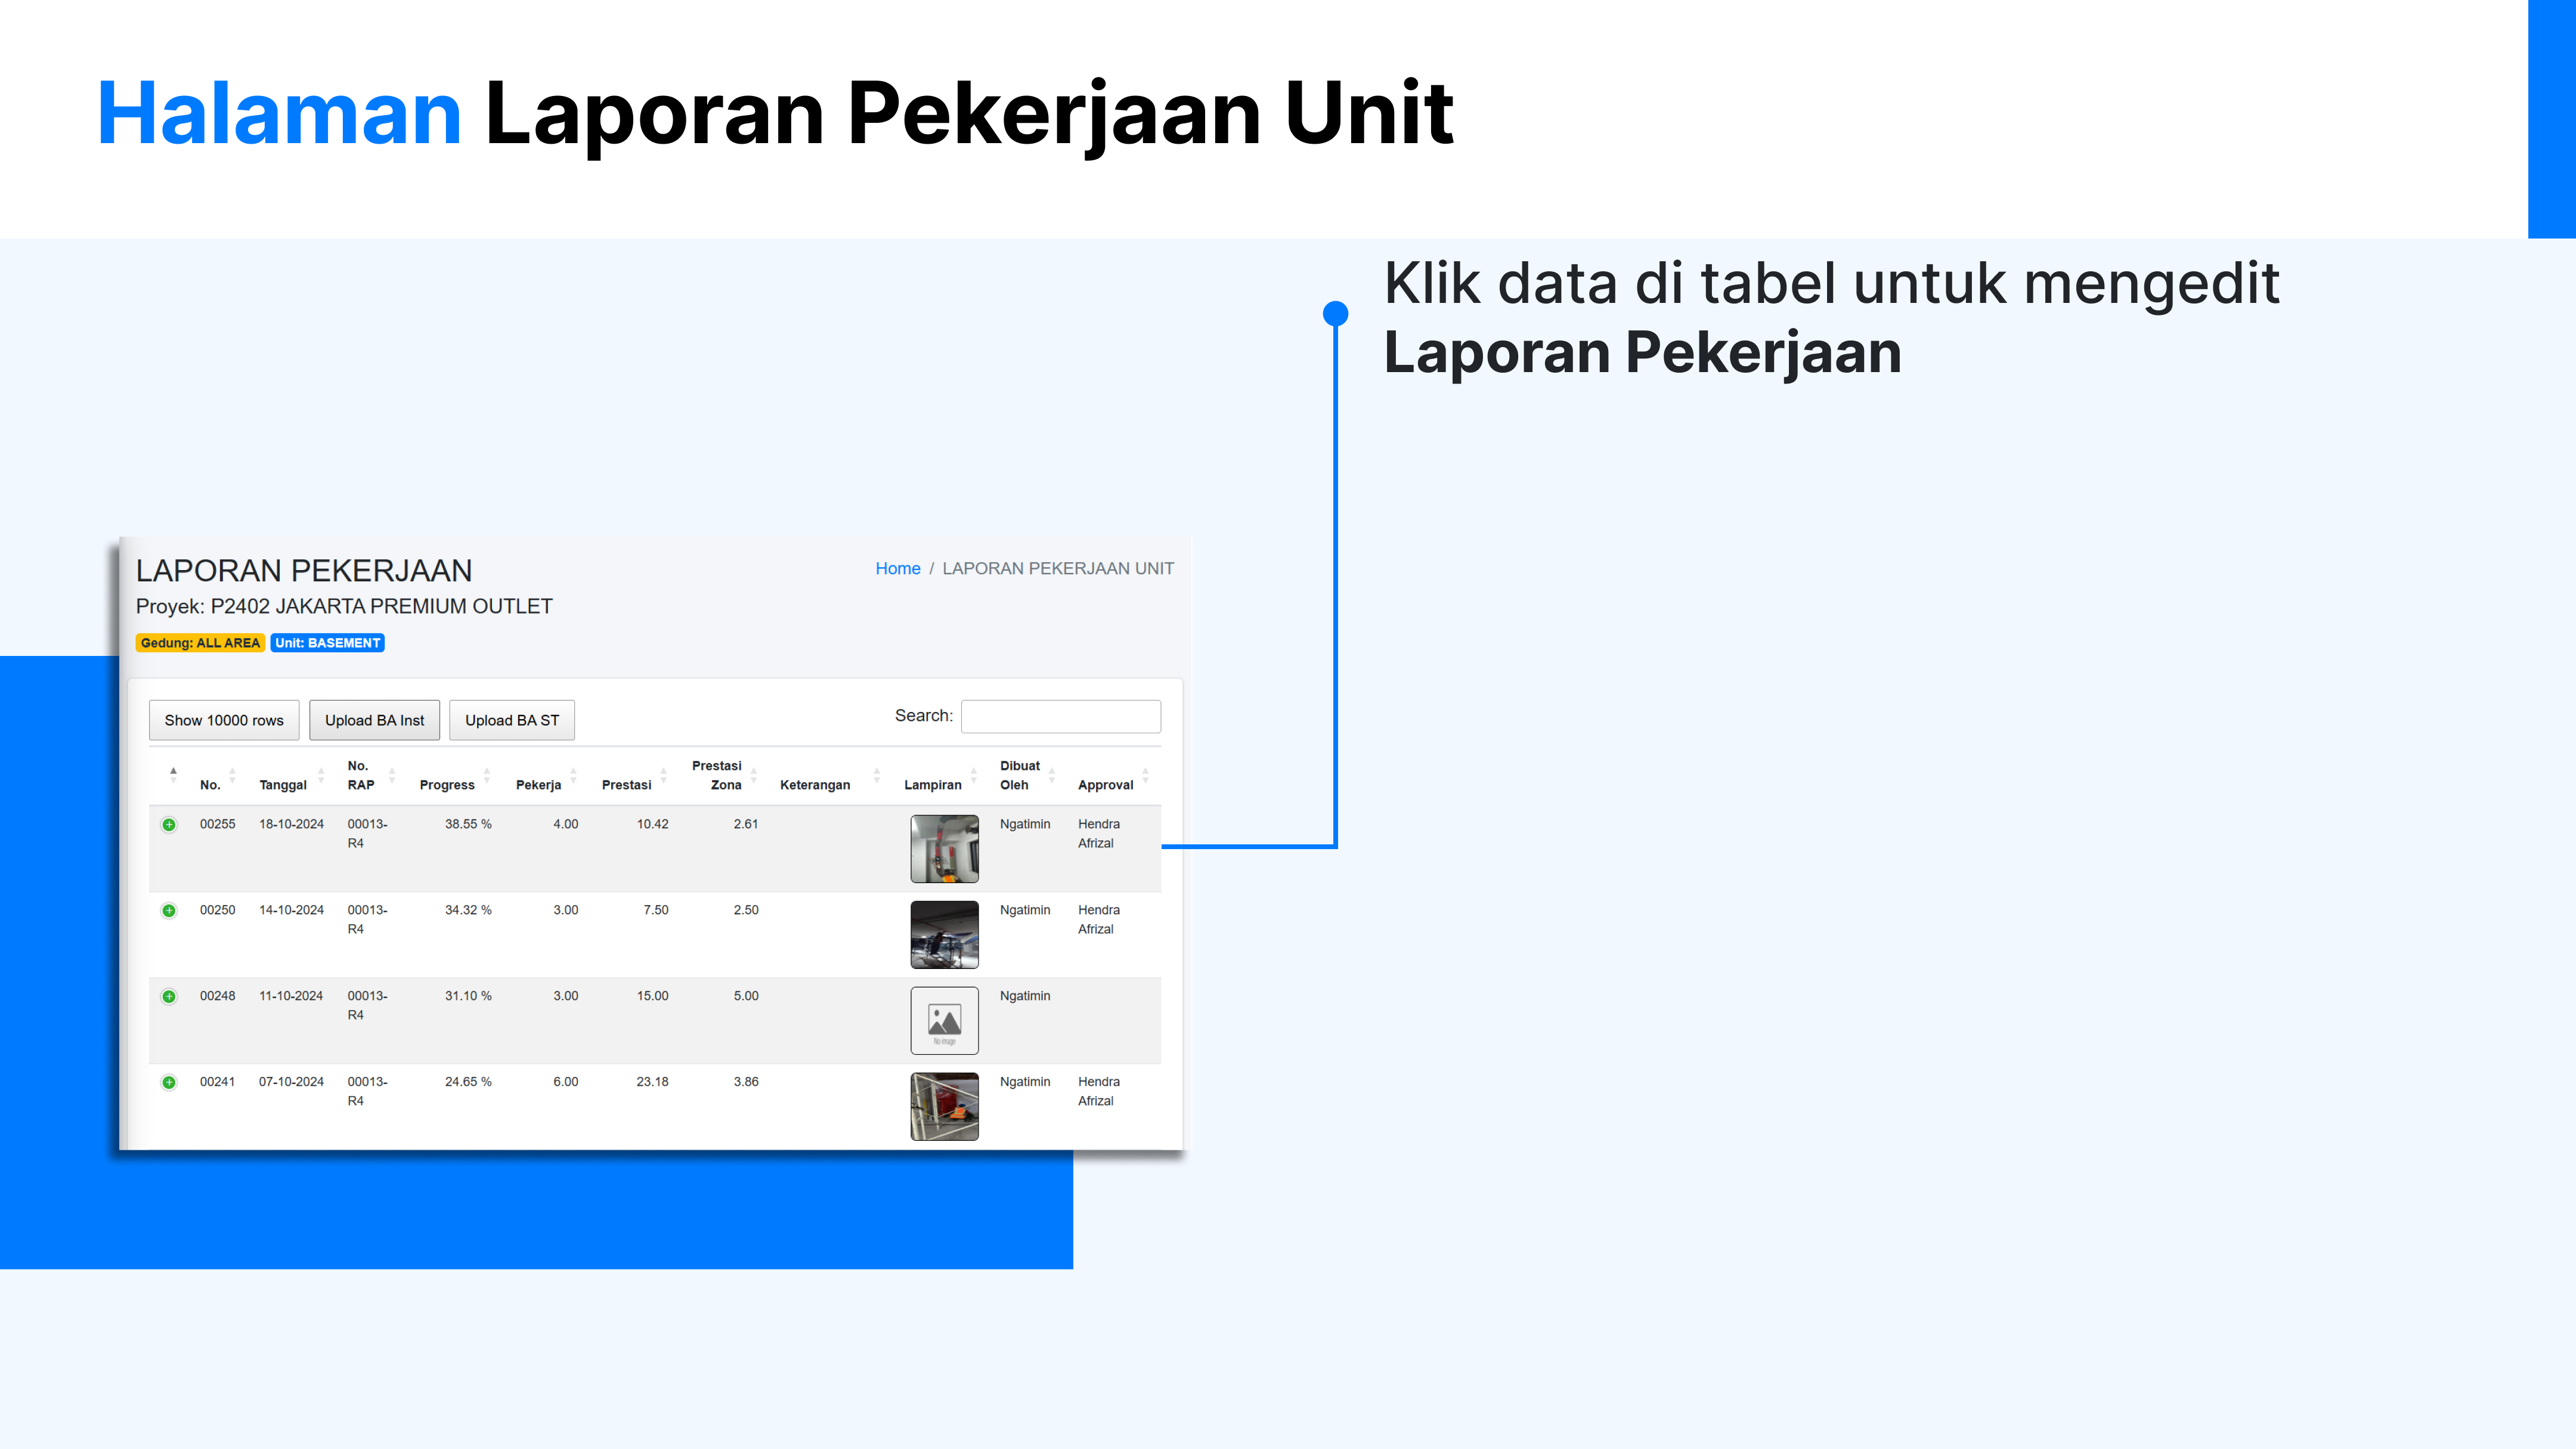 Halaman Laporan Pekerjaan Unit
Klik data di tabel untuk mengedit
Laporan Pekerjaan
LAPORAN PEKERJAAN
Home / LAPORAN PEKERJAAN UNIT
Proyek: P2402 JAKARTA PREMIUM OUTLET
Gedung: ALL AREA Unit: BASEMENT
Show 10000 rows Upload BA Inst Upload BA ST Search:
No. Tanggal No. RAP Progress Pekerja Prestasi Prestasi Zona Keterangan Lampiran Dibuat Oleh Approval
00255 18-10-2024 00013-R4 38.55 % 4.00 10.42 2.61 Ngatimin Hendra Afrizal
00250 14-10-2024 00013-R4 34.32 % 3.00 7.50 2.50 Ngatimin Hendra Afrizal
00248 11-10-2024 00013-R4 31.10 % 3.00 15.00 5.00 No image Ngatimin
00241 07-10-2024 00013-R4 24.65 % 6.00 23.18 3.86 Ngatimin Hendra Afrizal